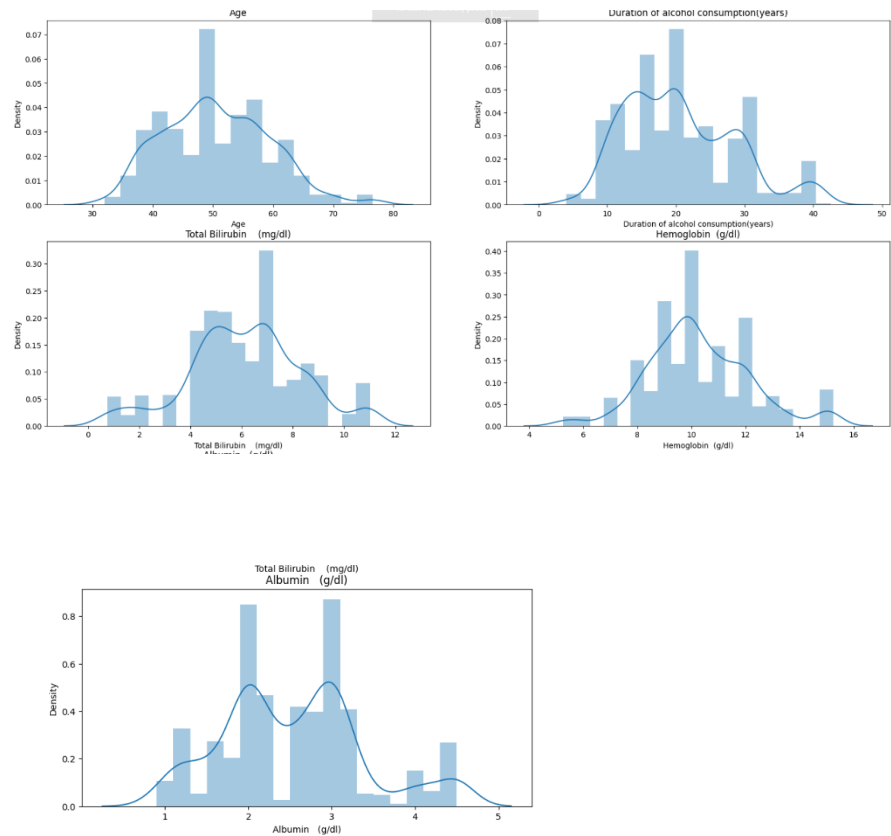 Age
Duration of alcohol consumption(years)
0.07
0.06
0.05
0.04
0.03
0.02
0.01
0.00
Density
30 40 50 60 70 80
Age
0.08
0.07
0.06
0.05
0.04
0.03
0.02
0.01
0.00
Density
0 10 20 30 40 50
Duration of alcohol consumption(years)
Total Bilirubin (mg/dl)
0.30
0.25
0.20
0.15
0.10
0.05
0.00
Density
0 2 4 6 8 10 12
Total Bilirubin (mg/dl)
Albumin (g/dl)
Hemoglobin (g/dl)
0.40
0.35
0.30
0.25
0.20
0.15
0.10
0.05
0.00
Density
4 6 8 10 12 14 16
Hemoglobin (g/dl)
Total Bilirubin (mg/dl)
Albumin (g/dl)
0.8
0.6
0.4
0.2
0.0
Density
1 2 3 4 5
Albumin (g/dl)